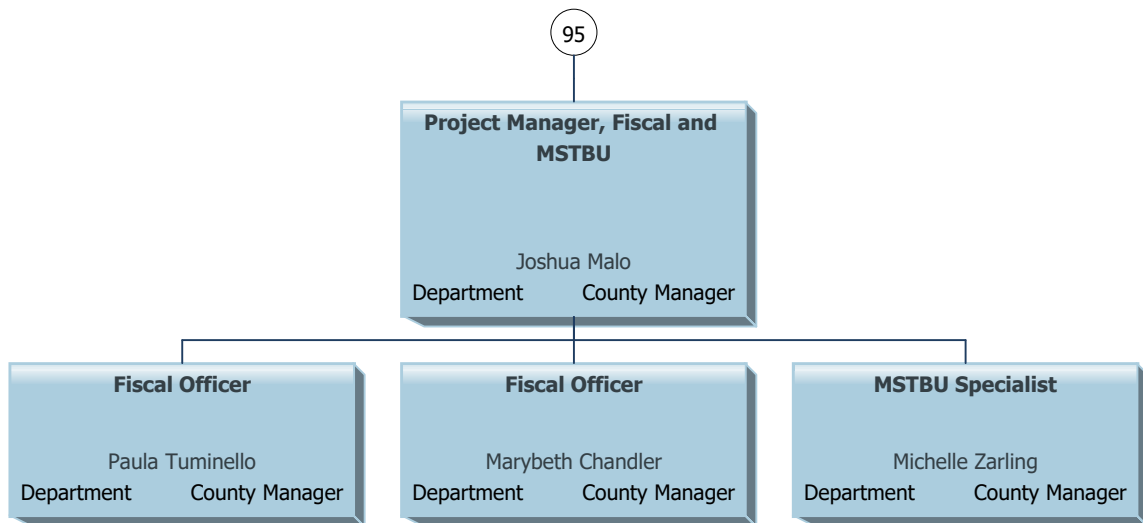 95
Project Manager, Fiscal and
MSTBU
Joshua Malo
Department County Manager
Fiscal Officer
Paula Tuminello
Department County Manager
Fiscal Officer
Marybeth Chandler
Department County Manager
MSTBU Specialist
Michelle Zarling
Department County Manager